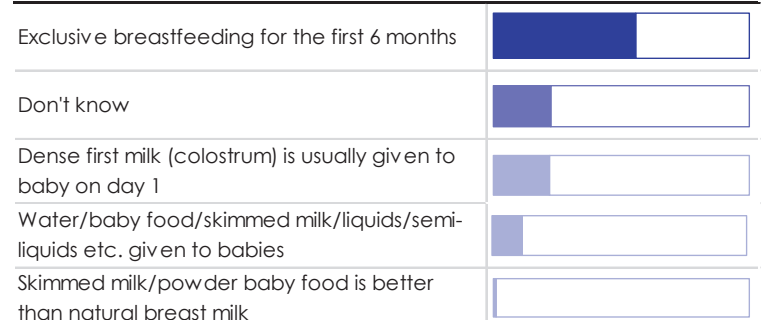 Exclusive breastfeeding for the first 6 months
Don't know
Dense first milk (colostrum) is usually given to
baby on day 1
Water/baby food/skimmed milk/liquids/semi-
liquids etc. given to babies
Skimmed milk/powder baby food is better
than natural breast milk